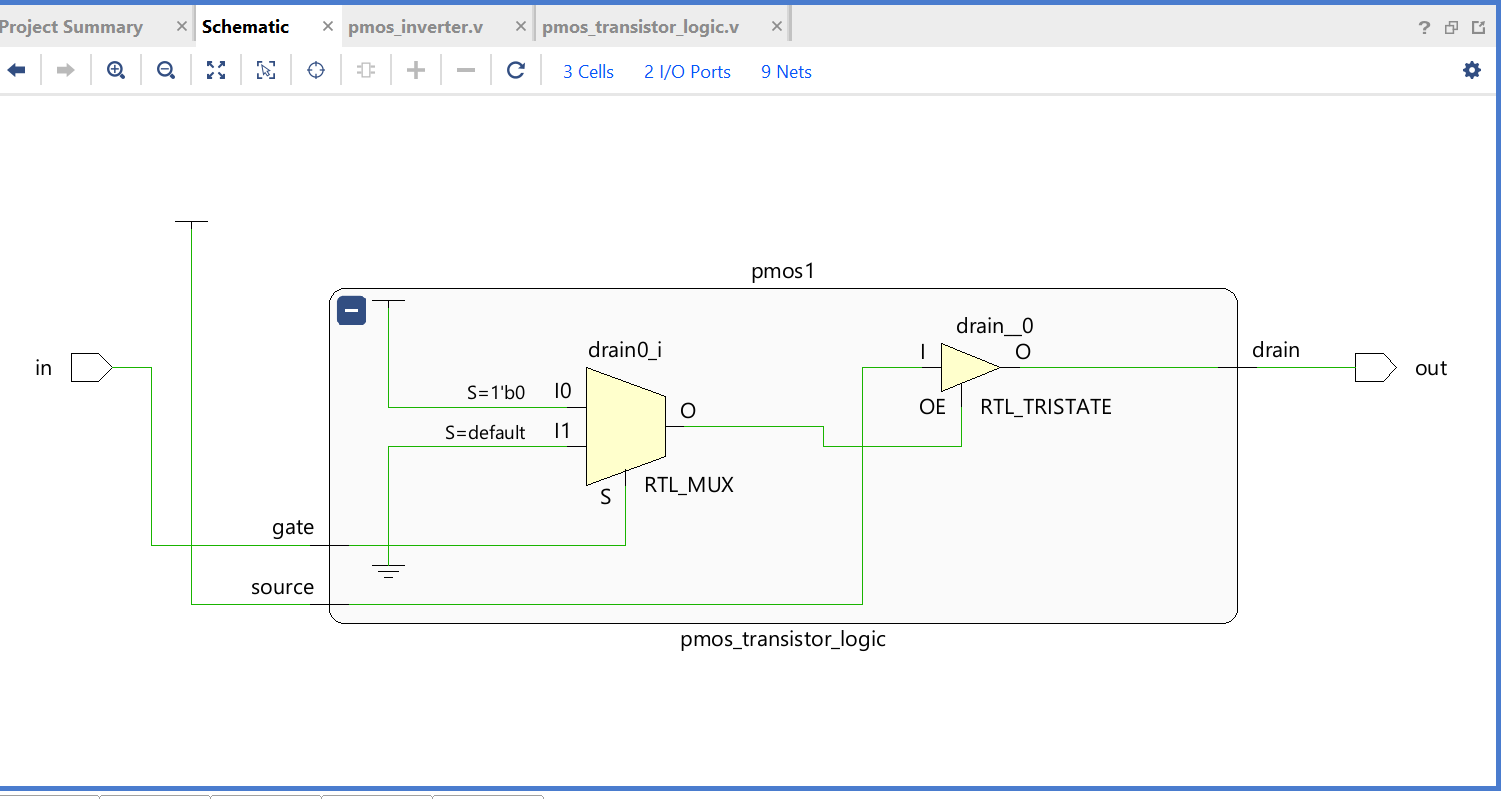 Project Summary × Schematic × pmos_inverter.v × pmos_transistor_logic.v × ?
3 Cells 2 I/O Ports 9 Nets
pmos1
drain__0
I O
drain0_i
drain
in
out
S=1'b0 I0
OE RTL_TRISTATE
O
S=default I1
RTL_MUX
S
gate
source
pmos_transistor_logic